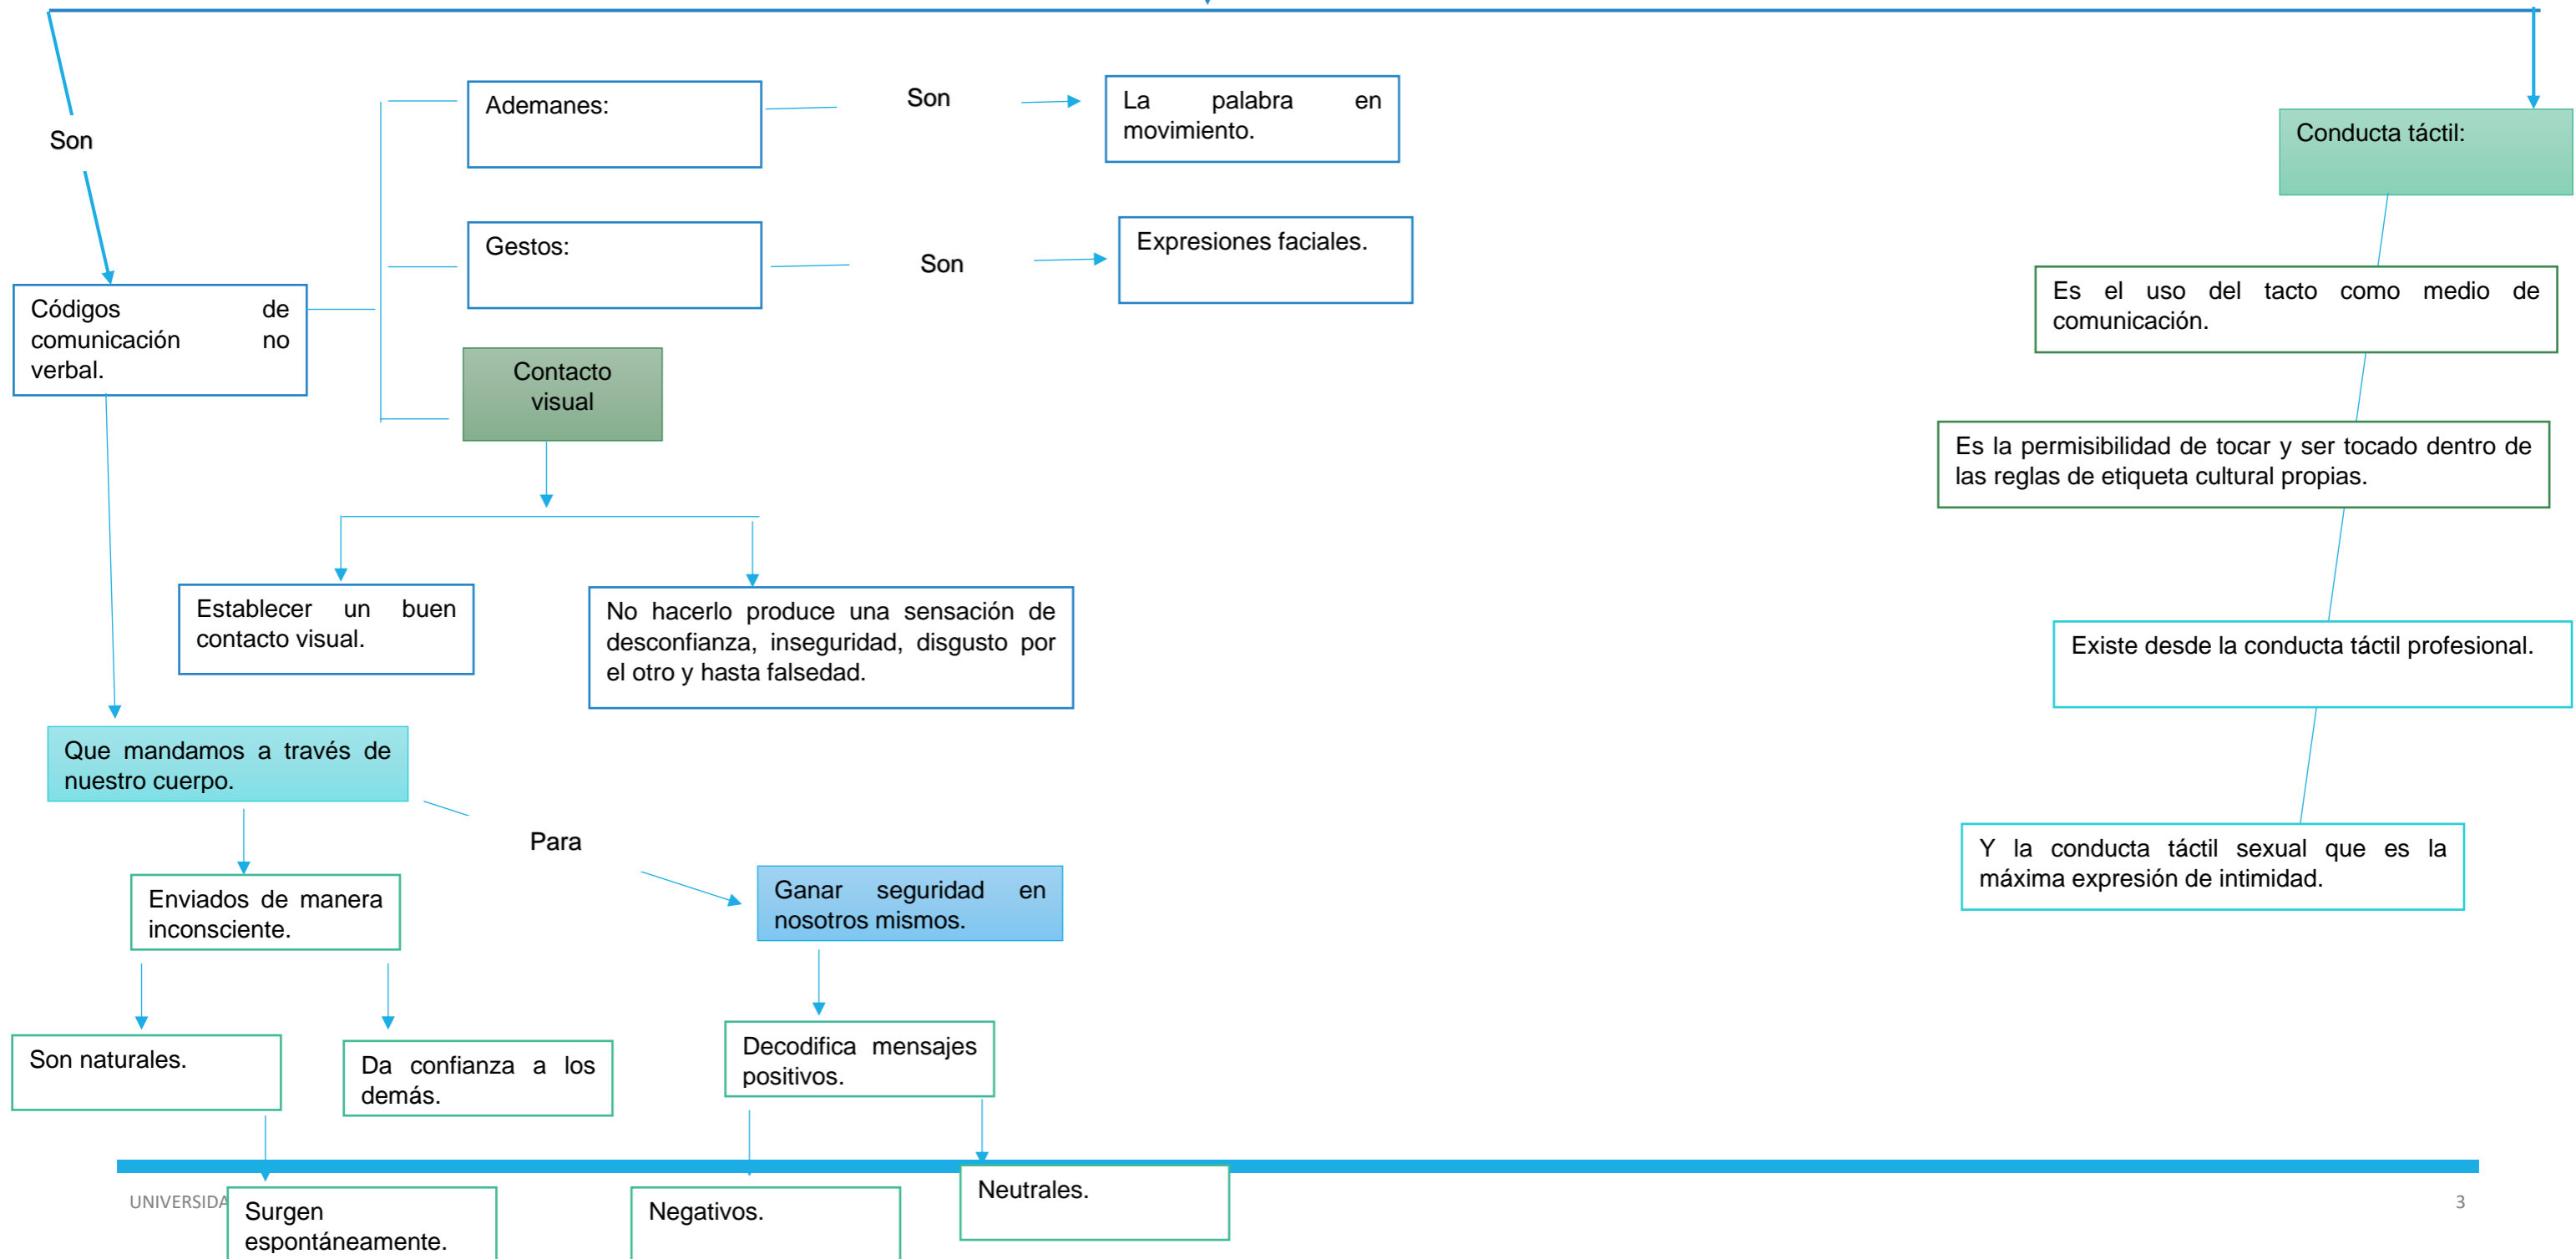 Son
Ademanes:
Son
La palabra en
movimiento.
Conducta táctil:
Gestos:
Son
Expresiones faciales.
Códigos de
comunicación no
verbal.
Es el uso del tacto como medio de
comunicación.
Contacto
visual
Es la permisibilidad de tocar y ser tocado dentro de
las reglas de etiqueta cultural propias.
Establecer un buen
contacto visual.
No hacerlo produce una sensación de
desconfianza, inseguridad, disgusto por
el otro y hasta falsedad.
Existe desde la conducta táctil profesional.
Que mandamos a través de
nuestro cuerpo.
Para
Y la conducta táctil sexual que es la
máxima expresión de intimidad.
Enviados de manera
inconsciente.
Ganar seguridad en
nosotros mismos.
Son naturales.
Da confianza a los
demás.
Decodifica mensajes
positivos.
Surgen
espontáneamente.
Negativos.
Neutrales.
3